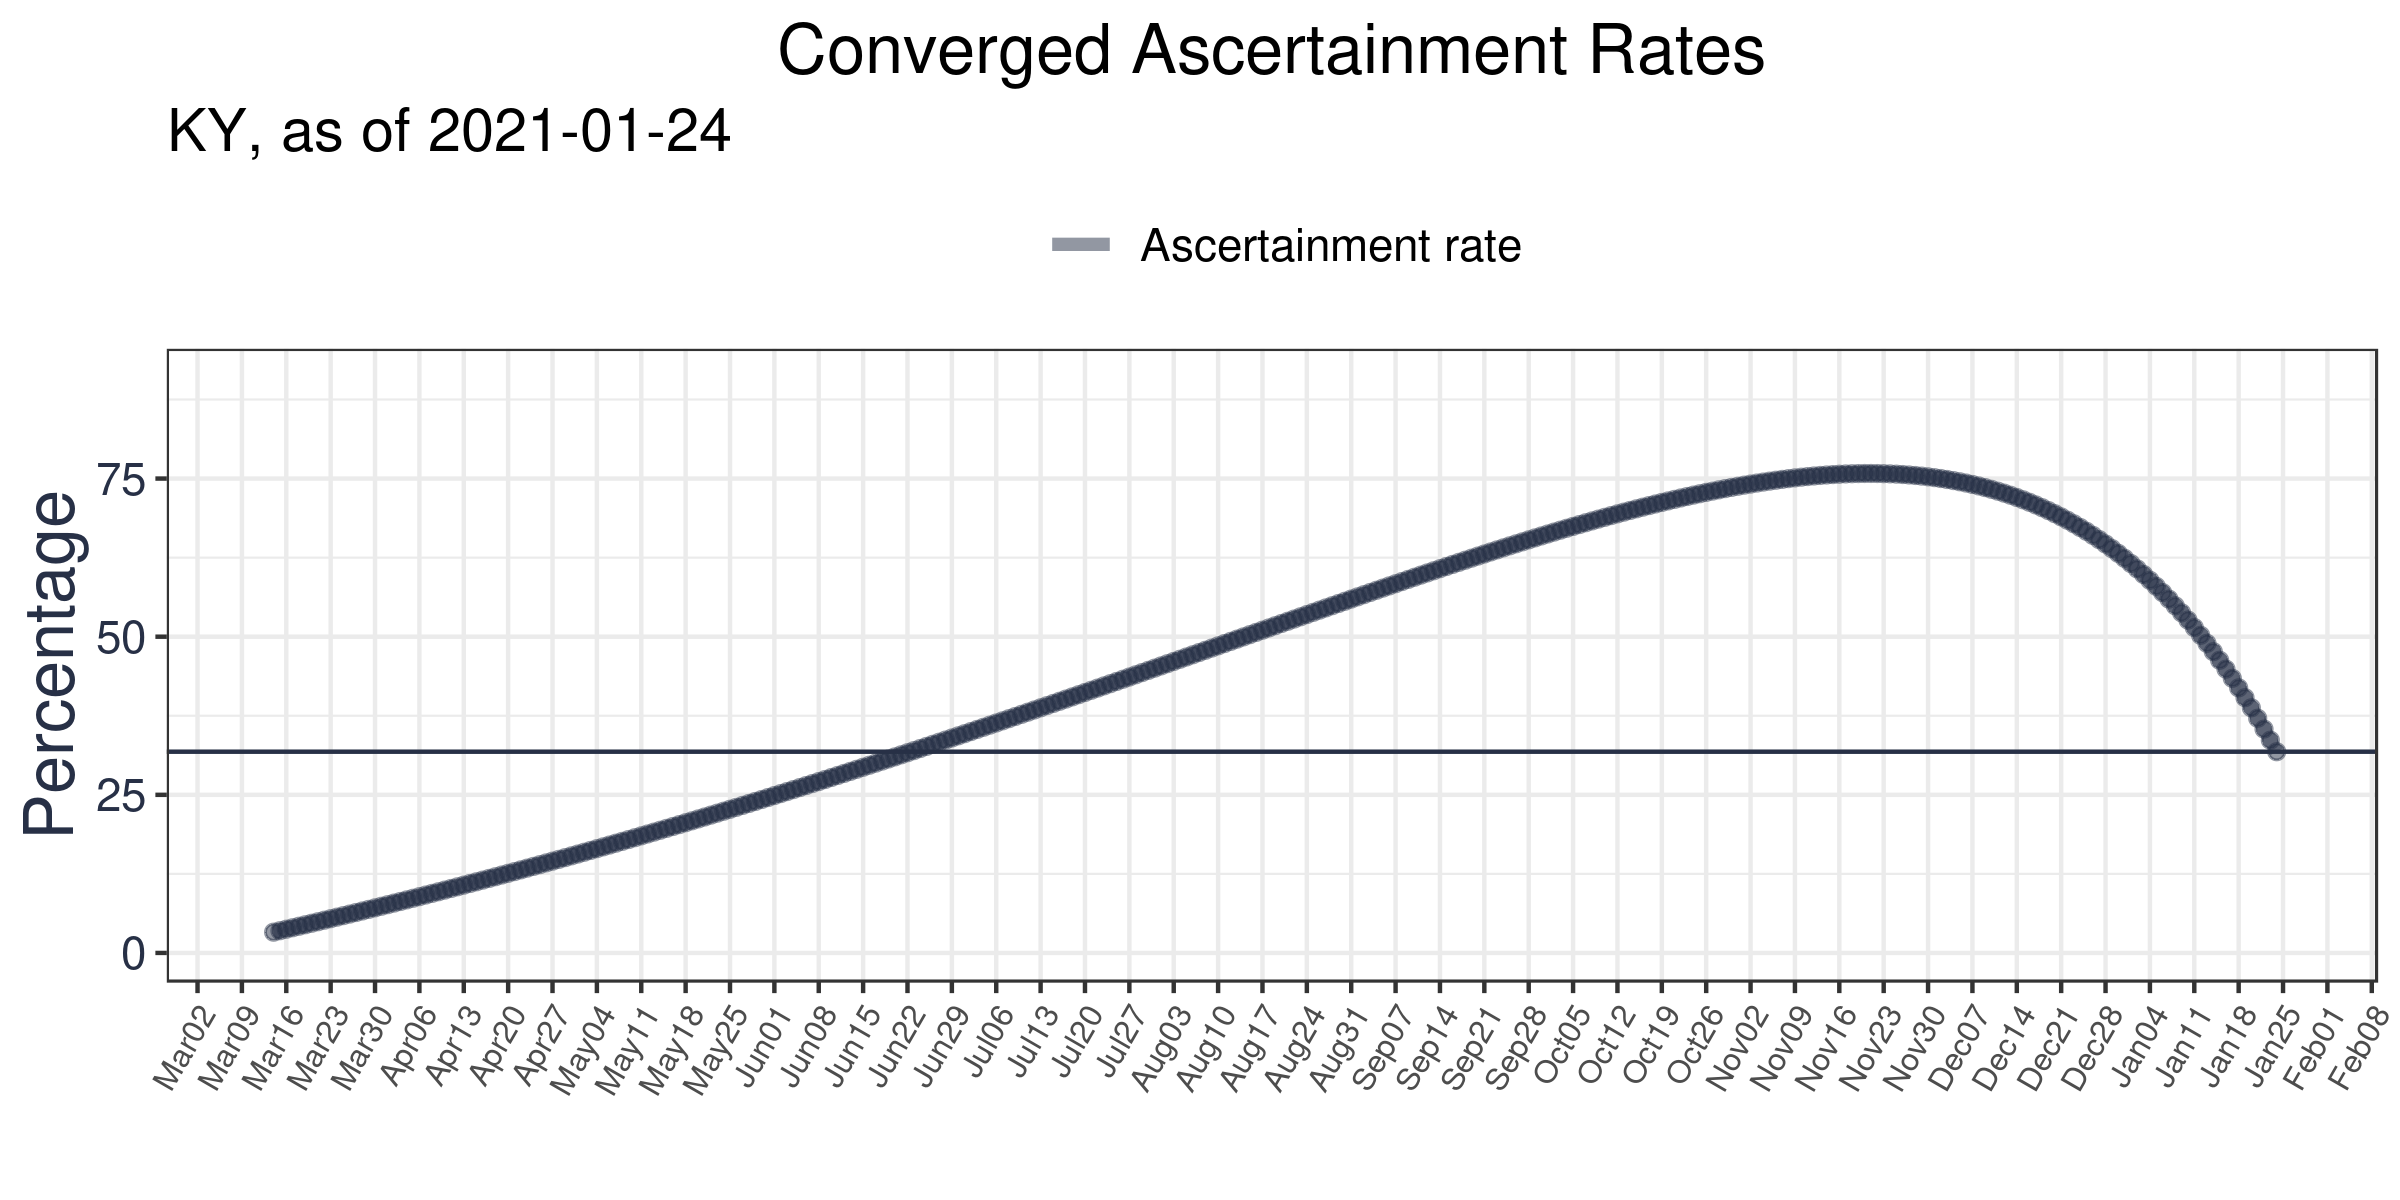 Converged Ascertainment Rates
KY, as of 2021-01-24
Ascertainment rate
Percentage
75
50
25
0
Mar02 Mar09 Mar16 Mar23 Mar30 Apr06 Apr13 Apr20 Apr27 May04 May11 May18 May25 Jun01 Jun08 Jun15 Jun22 Jun29 Jul06 Jul13 Jul20 Jul27 Aug03 Aug10 Aug17 Aug24 Aug31 Sep07 Sep14 Sep21 Sep28 Oct05 Oct12 Oct19 Oct26 Nov02 Nov09 Nov16 Nov23 Nov30 Dec07 Dec14 Dec21 Dec28 Jan04 Jan11 Jan18 Jan25 Feb01 Feb08